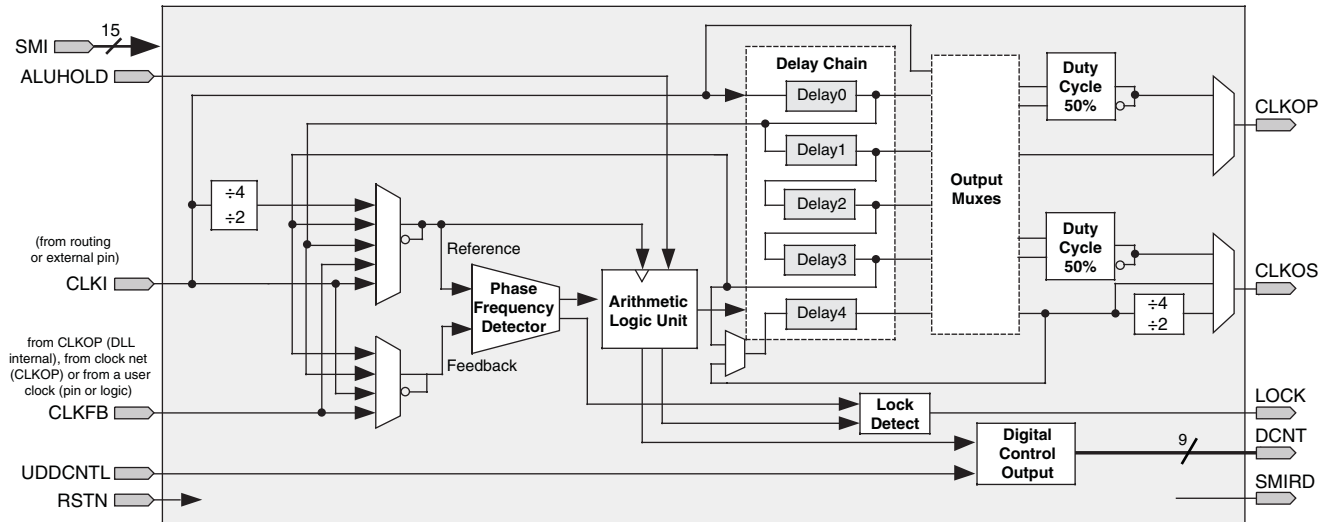 SMI
15
ALUHOLD
(from routing
or external pin)
CLKI
from CLKOP (DLL
internal), from clock net
(CLKOP) or from a user
clock (pin or logic)
CLKFB
UDDCNTL
RSTN
÷4
÷2
Reference
Feedback
Phase
Frequency
Detector
Arithmetic
Logic Unit
Delay Chain
Delay0
Delay1
Delay2
Delay3
Delay4
Output
Muxes
Duty
Cycle
50%
Duty
Cycle
50%
÷4
÷2
Lock
Detect
Digital
Control
Output
9
CLKOP
CLKOS
LOCK
DCNT
SMIRD